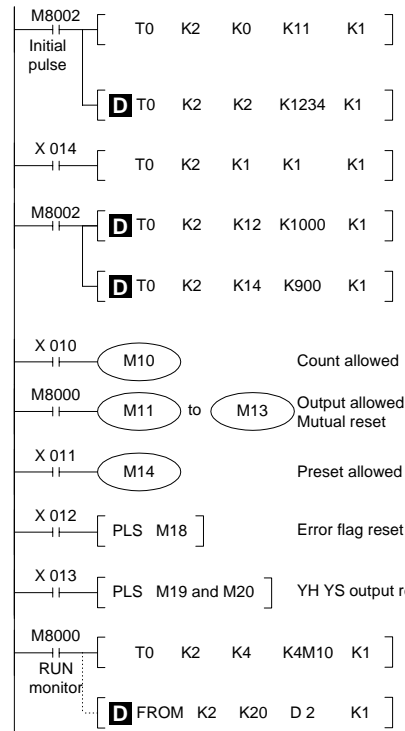 M8002 T0 K2 K0 K11 K1
Initial
pulse
D T0 K2 K2 K1234 K1
X 014 T0 K2 K1 K1 K1
M8002 D T0 K2 K12 K1000 K1
D T0 K2 K14 K900 K1
X 010 M10 Count allowed
M8000 M11 to M13 Output allowed
Mutual reset
X 011 M14 Preset allowed
X 012 PLS M18 Error flag reset
X 013 PLS M19 and M20 YH YS output
M8000 T0 K2 K4 K4M10 K1
RUN
monitor
D FROM K2 K20 D 2 K1